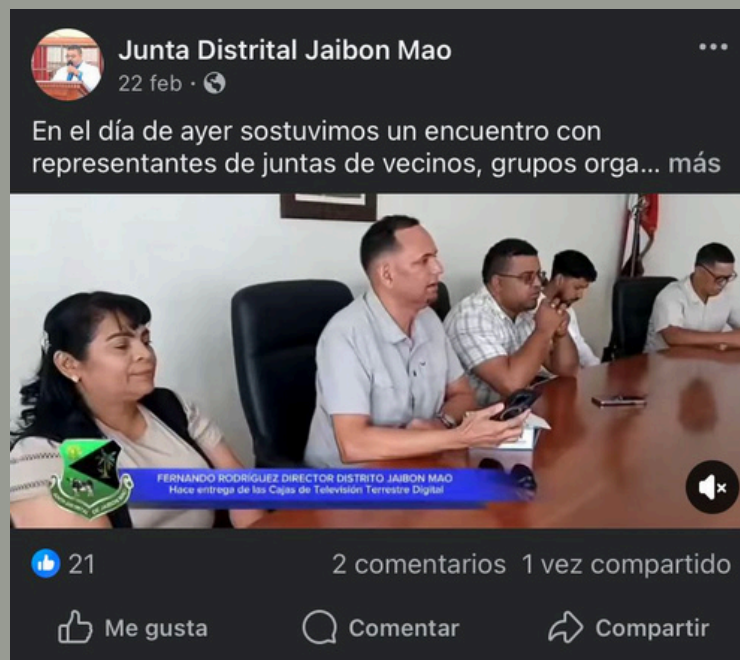 Junta Distrital Jaibon Mao
22 feb ·
En el día de ayer sostuvimos un encuentro con
representantes de juntas de vecinos, grupos orga... más
FERNANDO RODRÍGUEZ DIRECTOR DISTRITO JAIBON MAO
Hace entrega de las Cajas de Televisión Terrestre Digital
21
2 comentarios 1 vez compartido
Me gusta
Comentar
Compartir